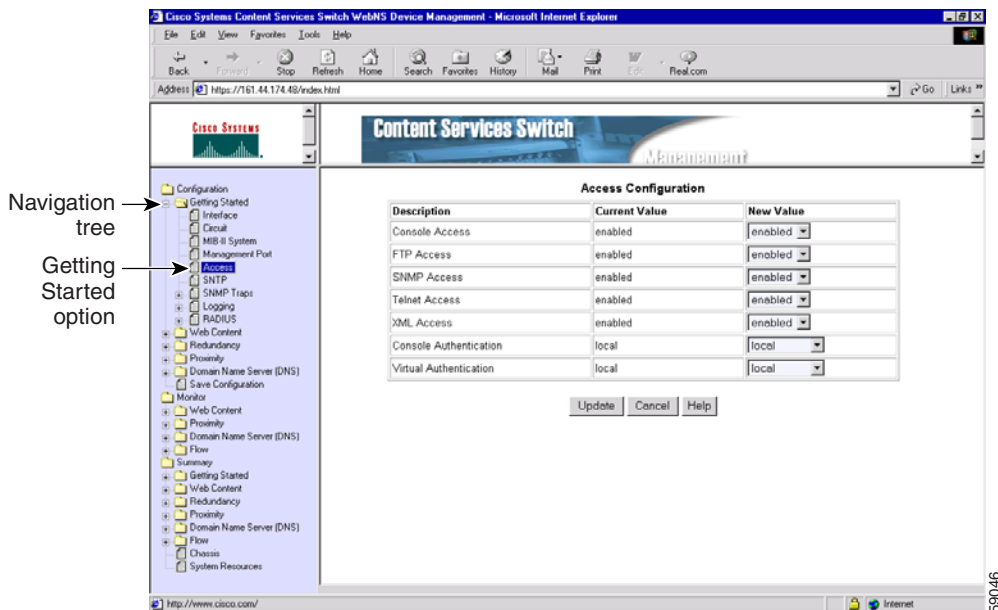 Cisco Systems Content Services Switch WebNS Device Management - Microsoft Internet Explorer
File Edit View Favorites Tools Help
Back Forward Stop Refresh Home Search Favorites History Mail Print Edit Real.com
Address https://161.44.174.48/index.html Go Links »
CISCO SYSTEMS
Content Services Switch
Management
Navigation tree
Getting Started option
Configuration
Getting Started
Interface
Circuit
MIB-II System
Management Port
Access
SNTP
SNMP Traps
Logging
RADIUS
Web Content
Redundancy
Proximity
Domain Name Server (DNS)
Save Configuration
Monitor
Web Content
Proximity
Domain Name Server (DNS)
Flow
Summary
Getting Started
Web Content
Redundancy
Proximity
Domain Name Server (DNS)
Flow
Chassis
System Resources
Access Configuration
Description Current Value New Value
Console Access enabled enabled
FTP Access enabled enabled
SNMP Access enabled enabled
Telnet Access enabled enabled
XML Access enabled enabled
Console Authentication local local
Virtual Authentication local local
Update Cancel Help
http://www.cisco.com/ Internet